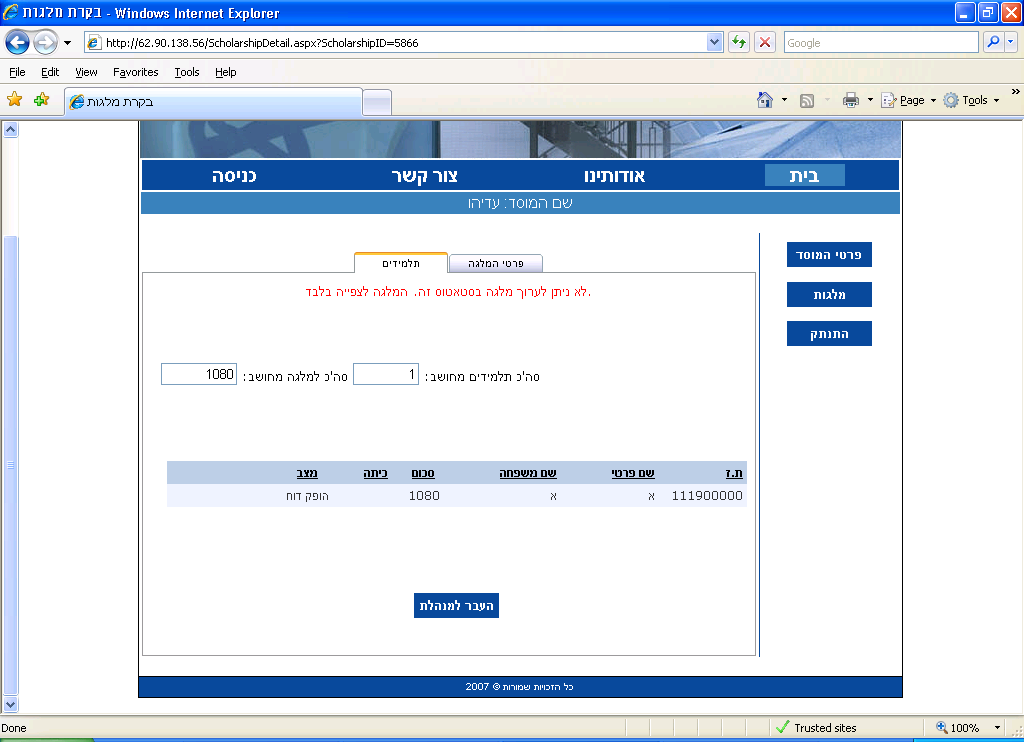 בקרת מלגות - Windows Internet Explorer
http://62.90.138.56/ScholarshipDetail.aspx?ScholarshipID=5866
Google
File Edit View Favorites Tools Help
בקרת מלגות
Page Tools »
בית אודותינו צור קשר כניסה
שם המוסד: עדיהו
פרטי המוסד
מלגות
התנתק
פרטי המלגה תלמידים
לא ניתן לערוך מלגה בסטאטוס זה. המלגה לצפייה בלבד.
סה'כ תלמידים מחושב: 1 סה'כ למלגה מחושב: 1080
ת.ז שם פרטי שם משפחה סכום כיתה מצב
111900000 א א 1080 הופק דוח
העבר למנהלת
כל הזכויות שמורות © 2007
Done Trusted sites 100%